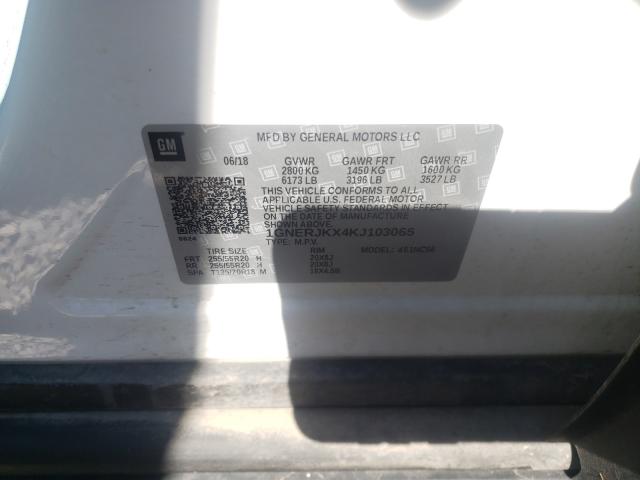 GM
MFD BY GENERAL MOTORS LLC
06/18 GVWR GAWR FRT GAWR RR
2800 KG 1450 KG 1600 KG
6173 LB 3196 LB 3527 LB
THIS VEHICLE CONFORMS TO ALL
APPLICABLE U.S. FEDERAL MOTOR
VEHICLE SAFETY STANDARDS IN EFFECT
ON THE DATE OF MANUFACTURE
SHOWN ABOVE.
1GNERJKX4KJ103065
TYPE: M.P.V. MODEL:
TIRE SIZE RIM
FRT 255/55R20 H 20X8J
RR 255/55R20 H 20X8J
SPA T135/70R18 M 18X4.5B